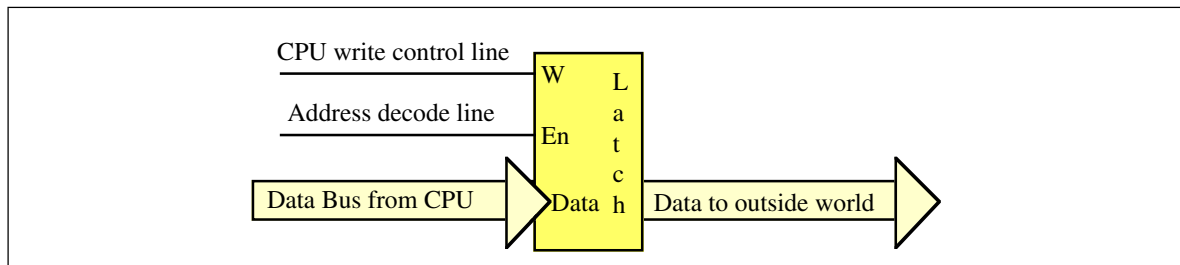 CPU write control line
W
Address decode line
En
Data Bus from CPU
Data
L
a
t
c
h
Data to outside world